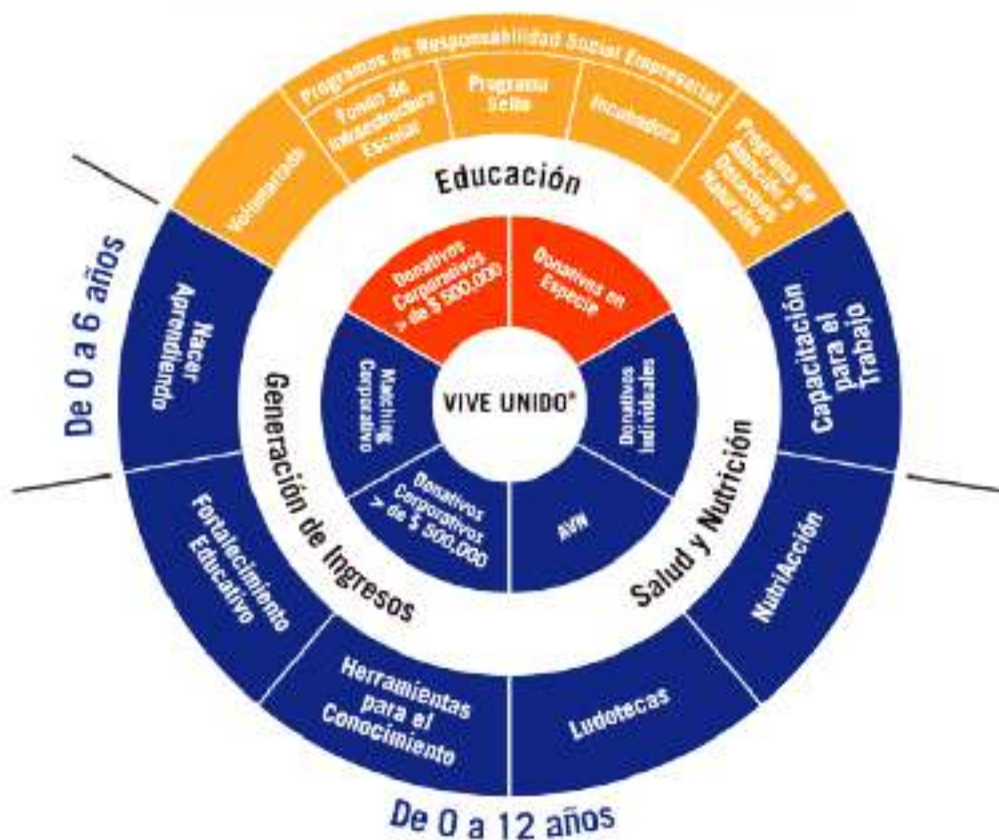 Programas de Responsabilidad Social Empresarial
Voluntariado
Fondo de
Infraestructura
Escolar
Programa
Sello
Incubadora
Programa de
Atención a
Desastres
Naturales
Educación
De 0 a 6 años
Nacer
Aprendiendo
Donativos
Corporativos
> de $ 500,000
Donativos en
Especie
Capacitación
para el
Trabajo
Matching
Corporativo
VIVE UNIDO®
Donativos
Individuales
Generación de Ingresos
Donativos
Corporativos
> de $ 500,000
AVN
Salud y Nutrición
Fortalecimiento
Educativo
NutriAcción
Herramientas
para el
Conocimiento
Ludotecas
De 0 a 12 años